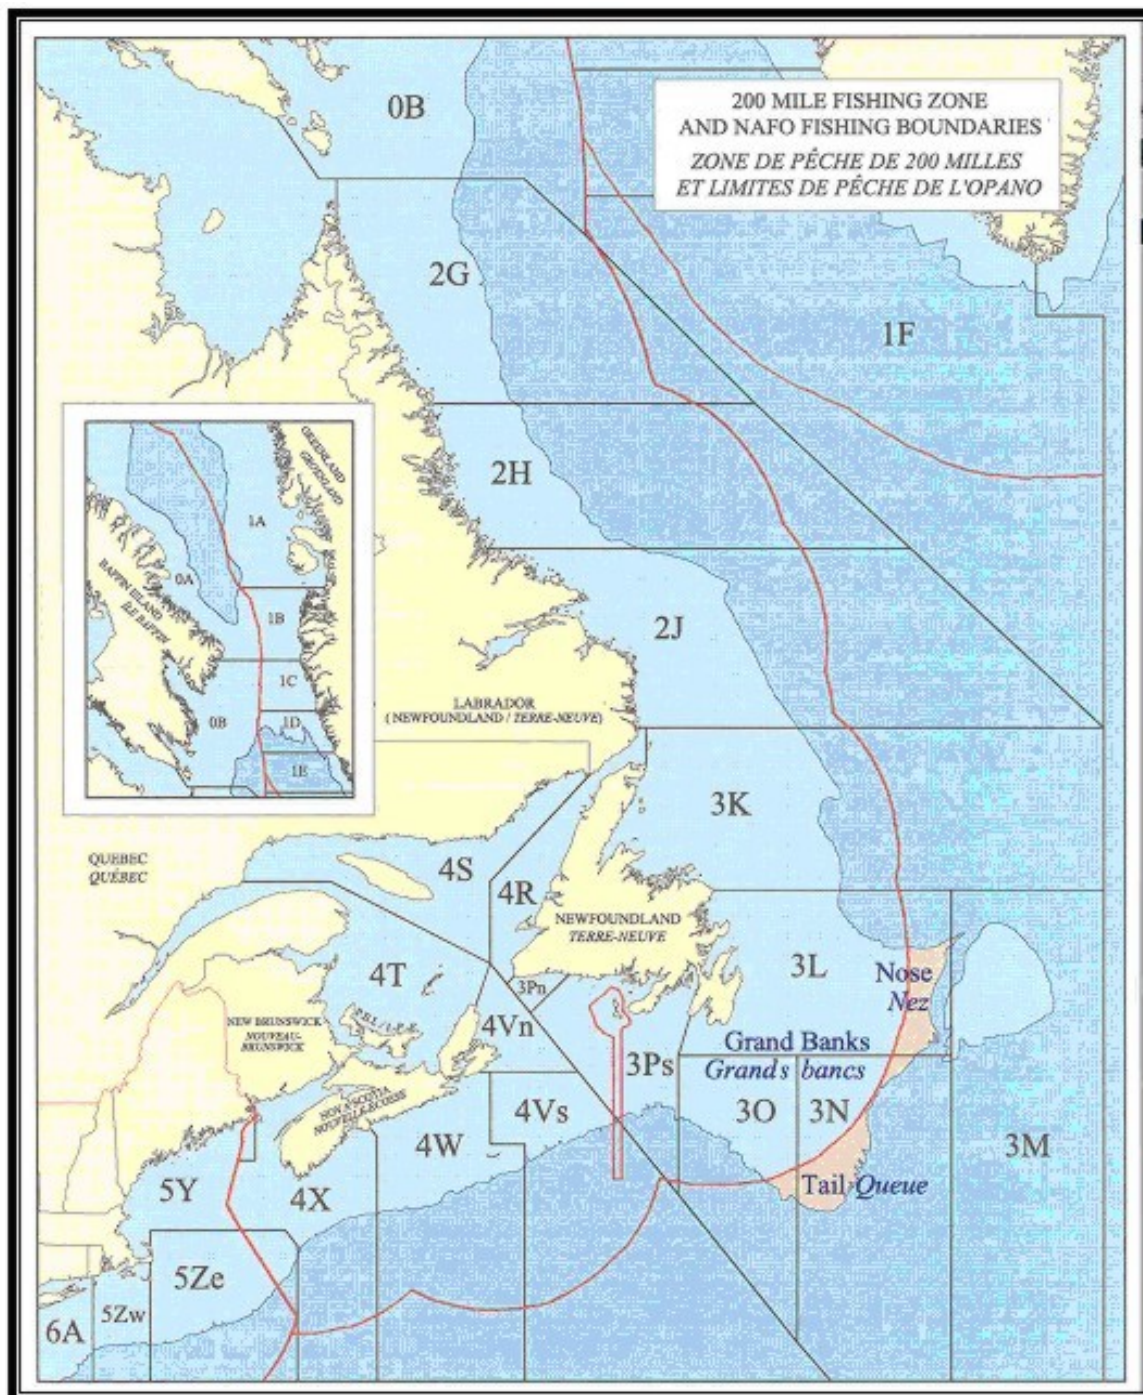 200 MILE FISHING ZONE
AND NAFO FISHING BOUNDARIES
ZONE DE PÊCHE DE 200 MILLES
ET LIMITES DE PÊCHE DE L'OPANO
0B
2G
1F
2H
GREENLAND
GROENLAND
1A
0A
BAFFIN ISLAND
ÎLE BAFFIN
1B
1C
0B
1D
1E
2J
LABRADOR
( NEWFOUNDLAND / TERRE-NEUVE)
3K
QUEBEC
QUÉBEC
4S
4R
NEWFOUNDLAND
TERRE-NEUVE
4T
3Pn
3L
Nose
Nez
P.E.I. / I.P.E.
NEW BRUNSWICK
NOUVEAU-
BRUNSWICK
4Vn
Grand Banks
Grands bancs
3Ps
NOVA SCOTIA
NOUVELLE-ÉCOSSE
4Vs
3O
3N
4W
3M
5Y
4X
Tail Queue
5Ze
5Zw
6A